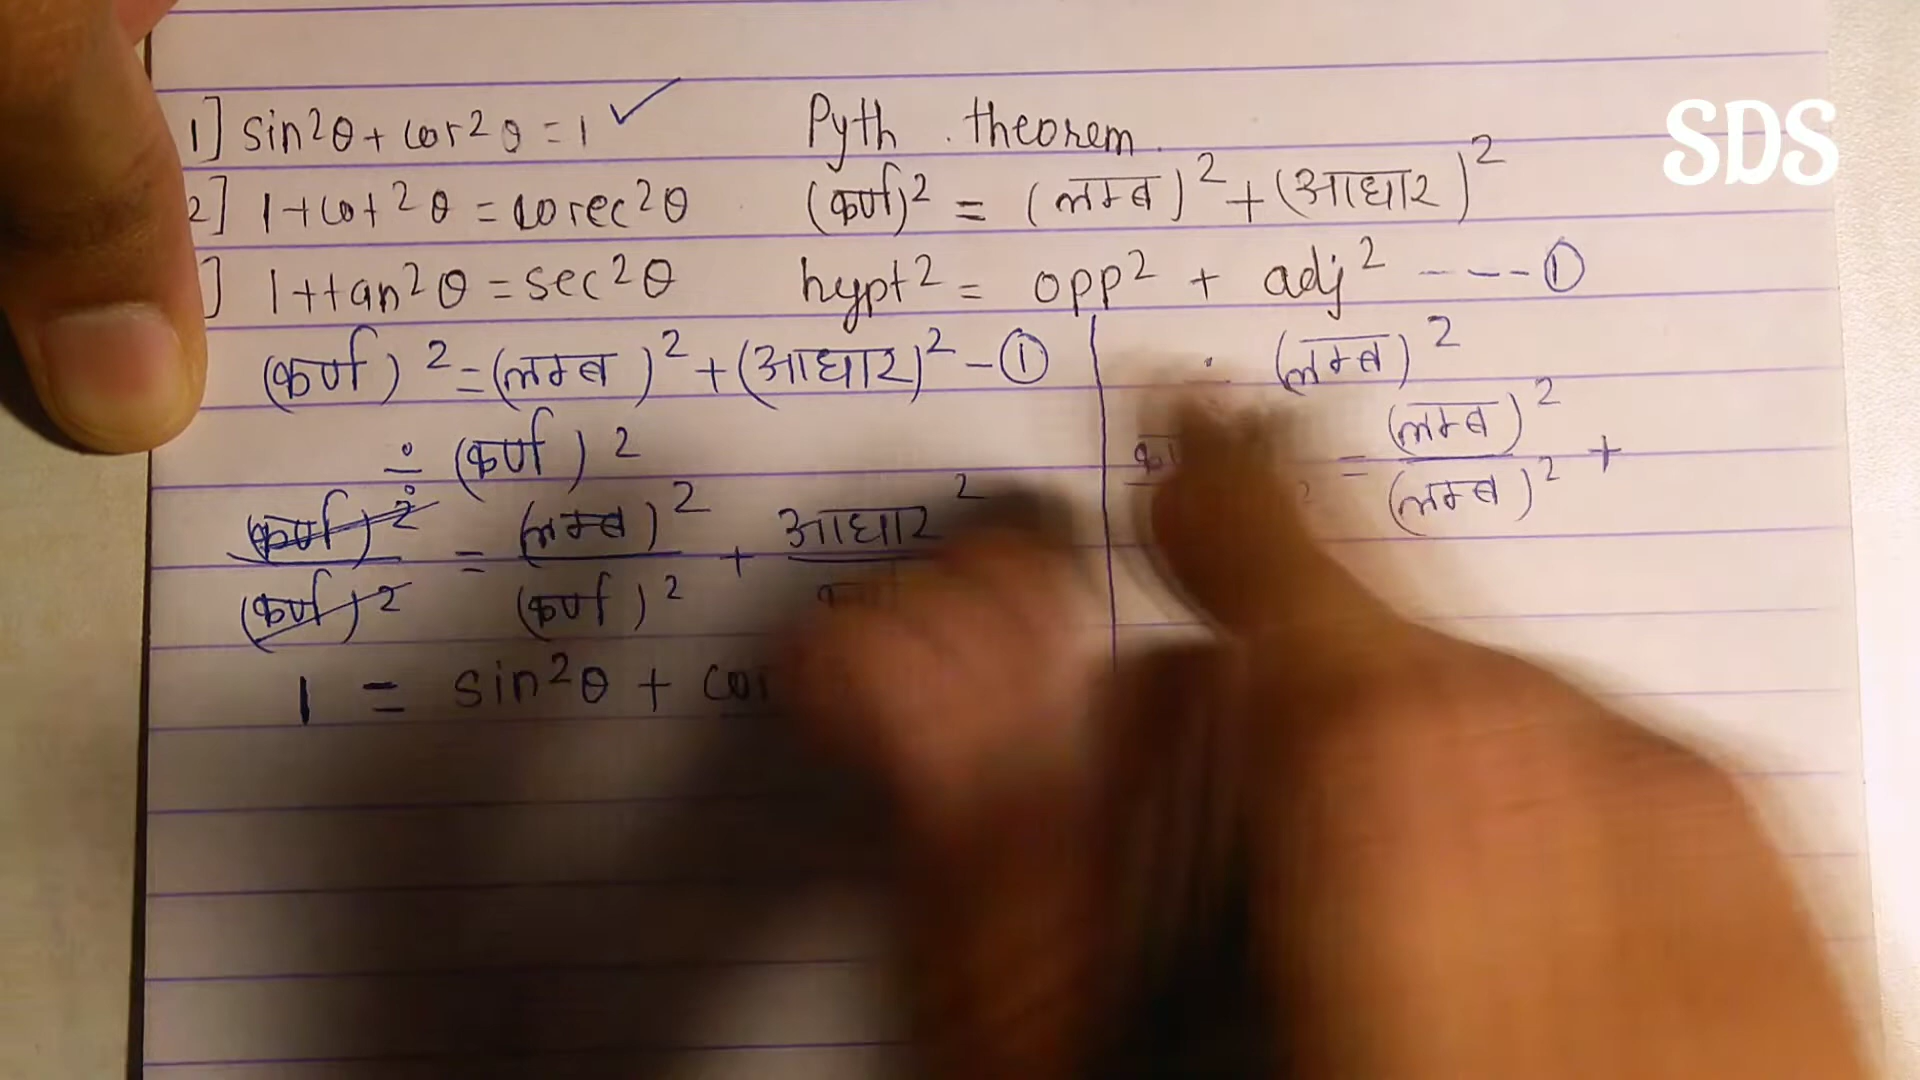 1] sin²θ + cos²θ = 1 ✓
2] 1 + cot²θ = cosec²θ
] 1 + tan²θ = sec²θ
Pyth. theorem.
(कर्ण)² = (लम्ब)² + (आधार)²
hypt² = opp² + adj² ---- ①
(कर्ण)² = (लम्ब)² + (आधार)² - ①
÷ (कर्ण)²
(कर्ण)² / (कर्ण)² = (लम्ब)² / (कर्ण)² + आधार² /
1 = sin²θ + cos
(लम्ब)²
= (लम्ब)² / (लम्ब)² +
SDS